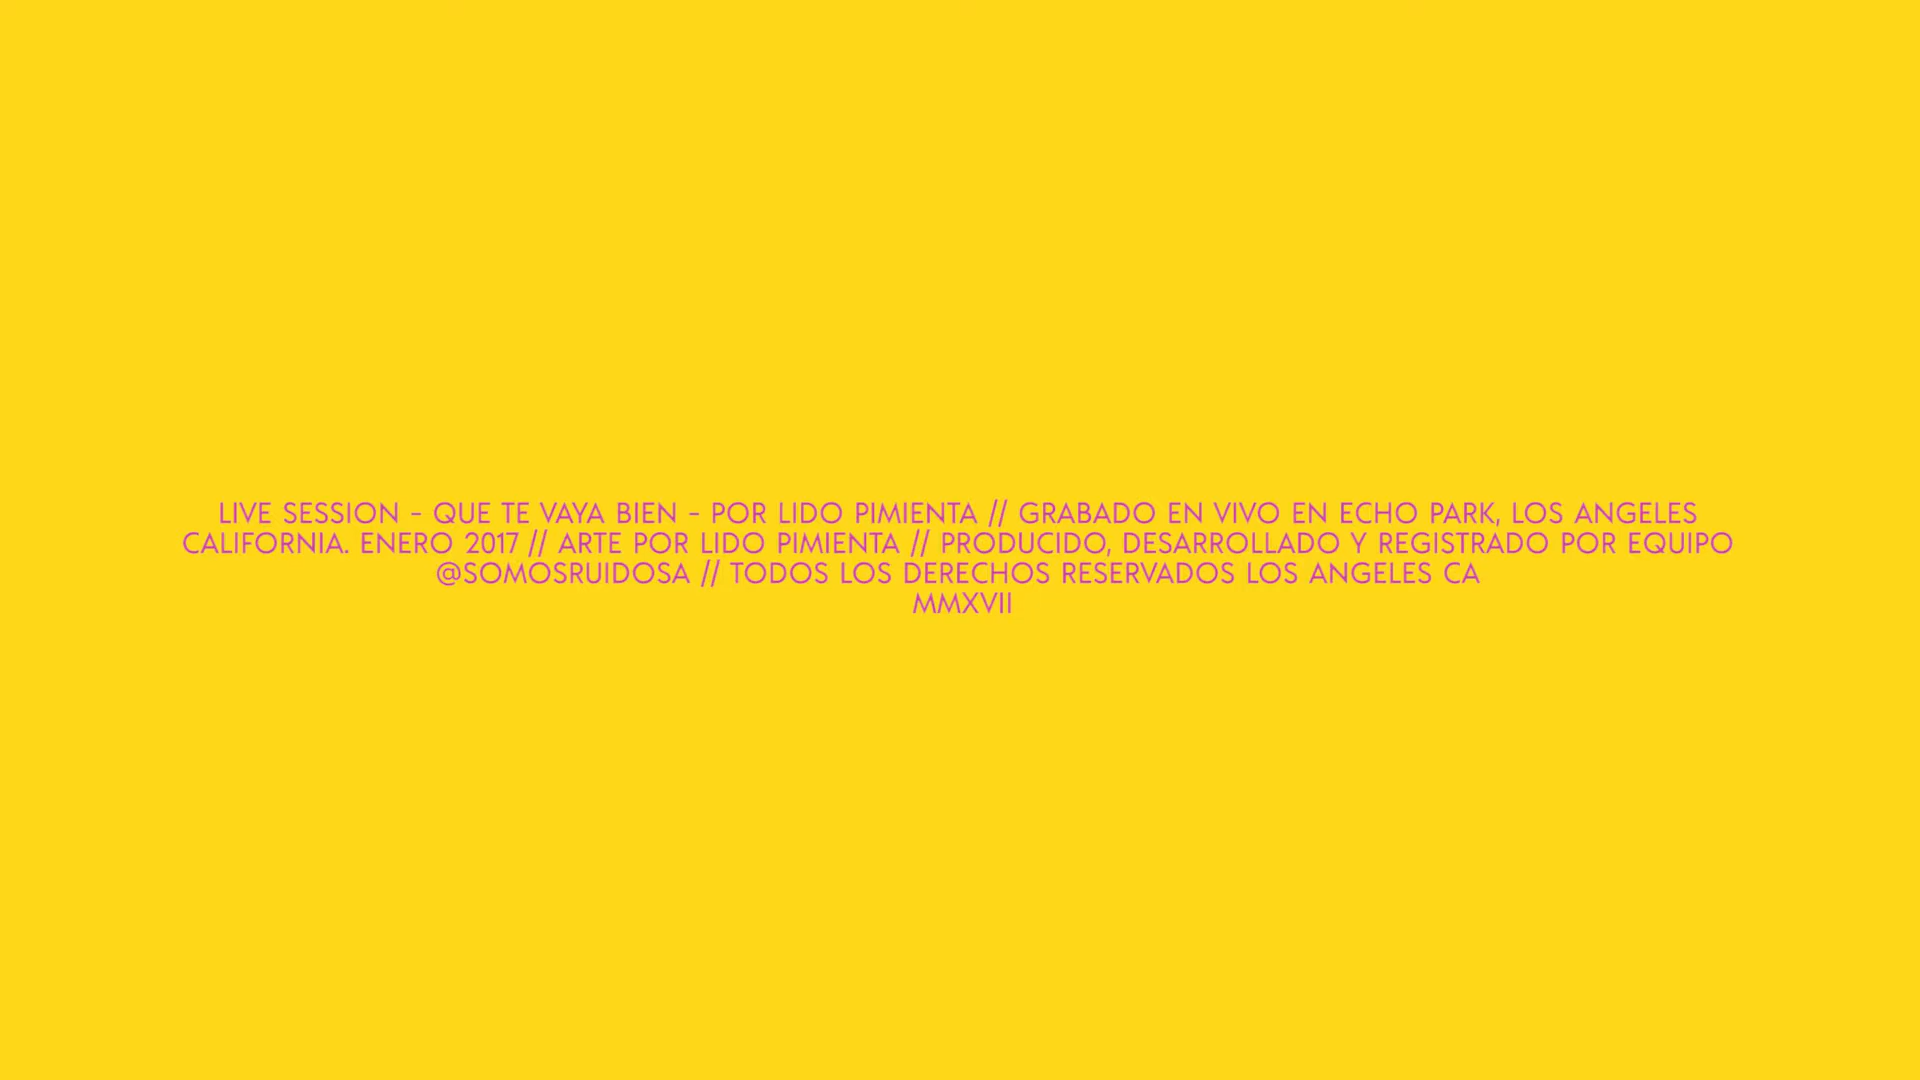 LIVE SESSION - QUE TE VAYA BIEN - POR LIDO PIMIENTA // GRABADO EN VIVO EN ECHO PARK, LOS ANGELES
CALIFORNIA. ENERO 2017 // ARTE POR LIDO PIMIENTA // PRODUCIDO, DESARROLLADO Y REGISTRADO POR EQUIPO
@SOMOSRUIDOSA // TODOS LOS DERECHOS RESERVADOS LOS ANGELES CA
MMXVII